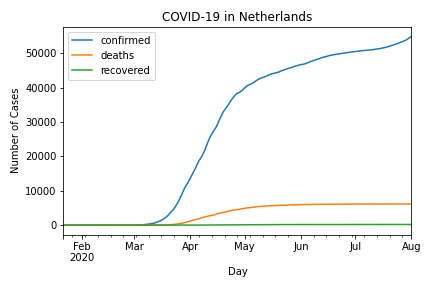 COVID-19 in Netherlands
confirmed
deaths
recovered
Number of Cases
50000
40000
30000
20000
10000
0
Feb
2020
Mar
Apr
May
Jun
Jul
Aug
Day